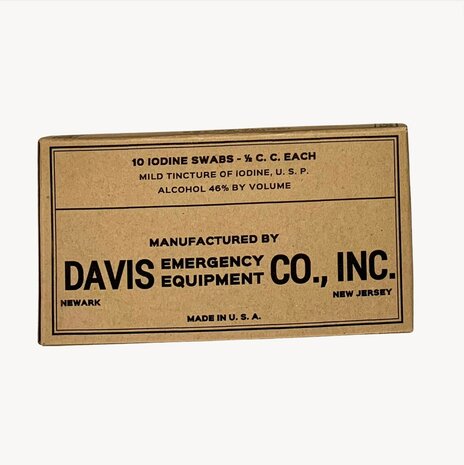 10 IODINE SWABS - ½ C. C. EACH
MILD TINCTURE OF IODINE, U. S. P.
ALCOHOL 46% BY VOLUME
MANUFACTURED BY
DAVIS EMERGENCY EQUIPMENT CO., INC.
NEWARK NEW JERSEY
MADE IN U. S. A.